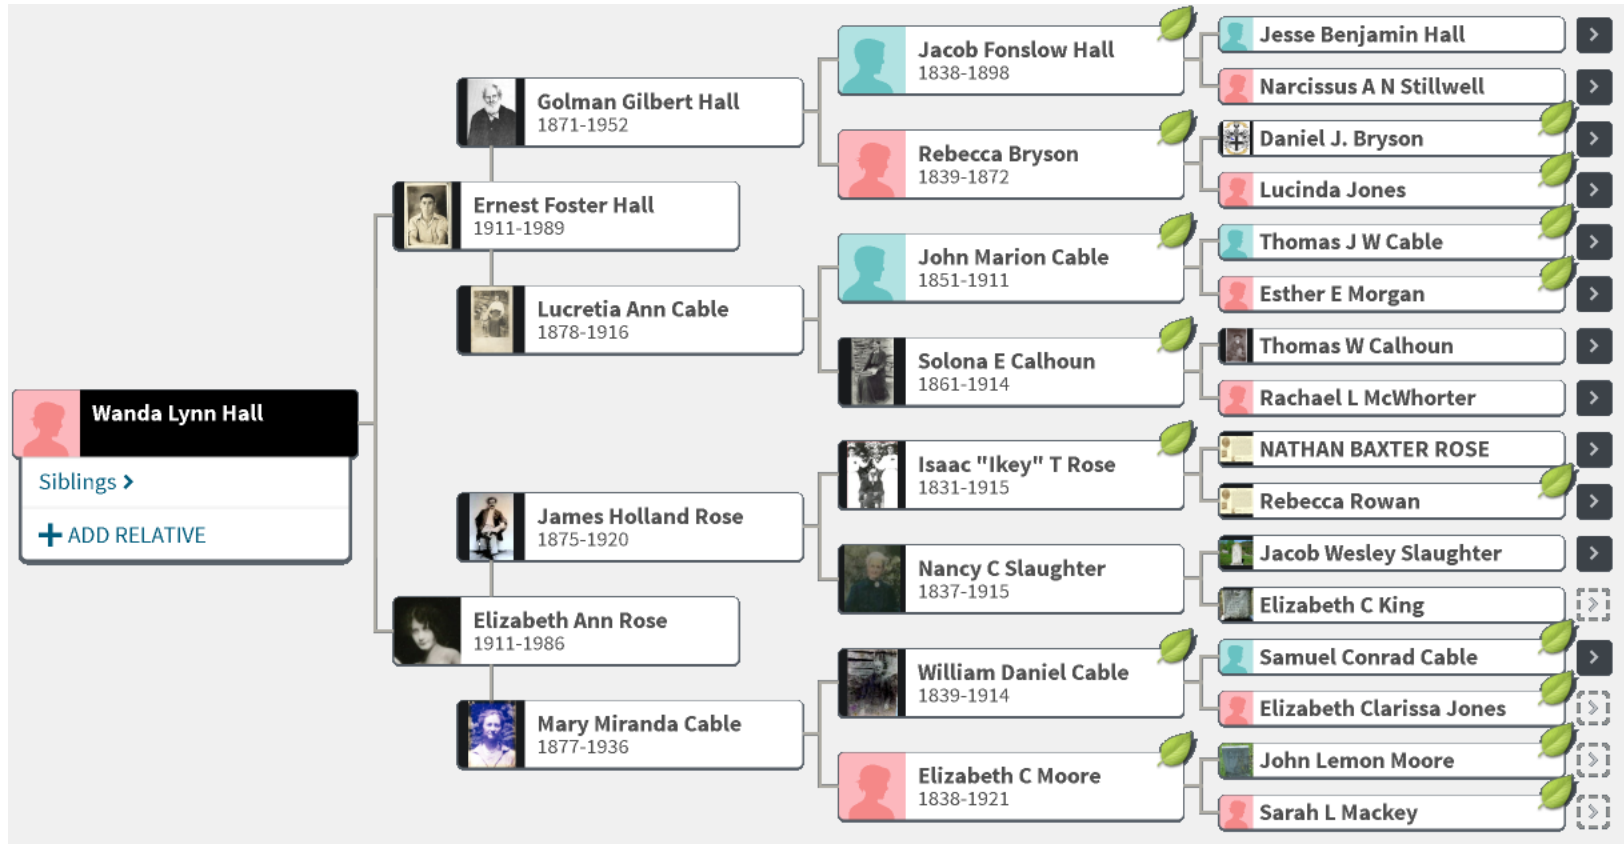 Wanda Lynn Hall
Siblings
ADD RELATIVE
Ernest Foster Hall
1911-1989
Elizabeth Ann Rose
1911-1986
Golman Gilbert Hall
1871-1952
Lucretia Ann Cable
1878-1916
James Holland Rose
1875-1920
Mary Miranda Cable
1877-1936
Jacob Fonslow Hall
1838-1898
Rebecca Bryson
1839-1872
John Marion Cable
1851-1911
Solona E Calhoun
1861-1914
Isaac "Ikey" T Rose
1831-1915
Nancy C Slaughter
1837-1915
William Daniel Cable
1839-1914
Elizabeth C Moore
1838-1921
Jesse Benjamin Hall
Narcissus A N Stillwell
Daniel J. Bryson
Lucinda Jones
Thomas J W Cable
Esther E Morgan
Thomas W Calhoun
Rachael L McWhorter
NATHAN BAXTER ROSE
Rebecca Rowan
Jacob Wesley Slaughter
Elizabeth C King
Samuel Conrad Cable
Elizabeth Clarissa Jones
John Lemon Moore
Sarah L Mackey